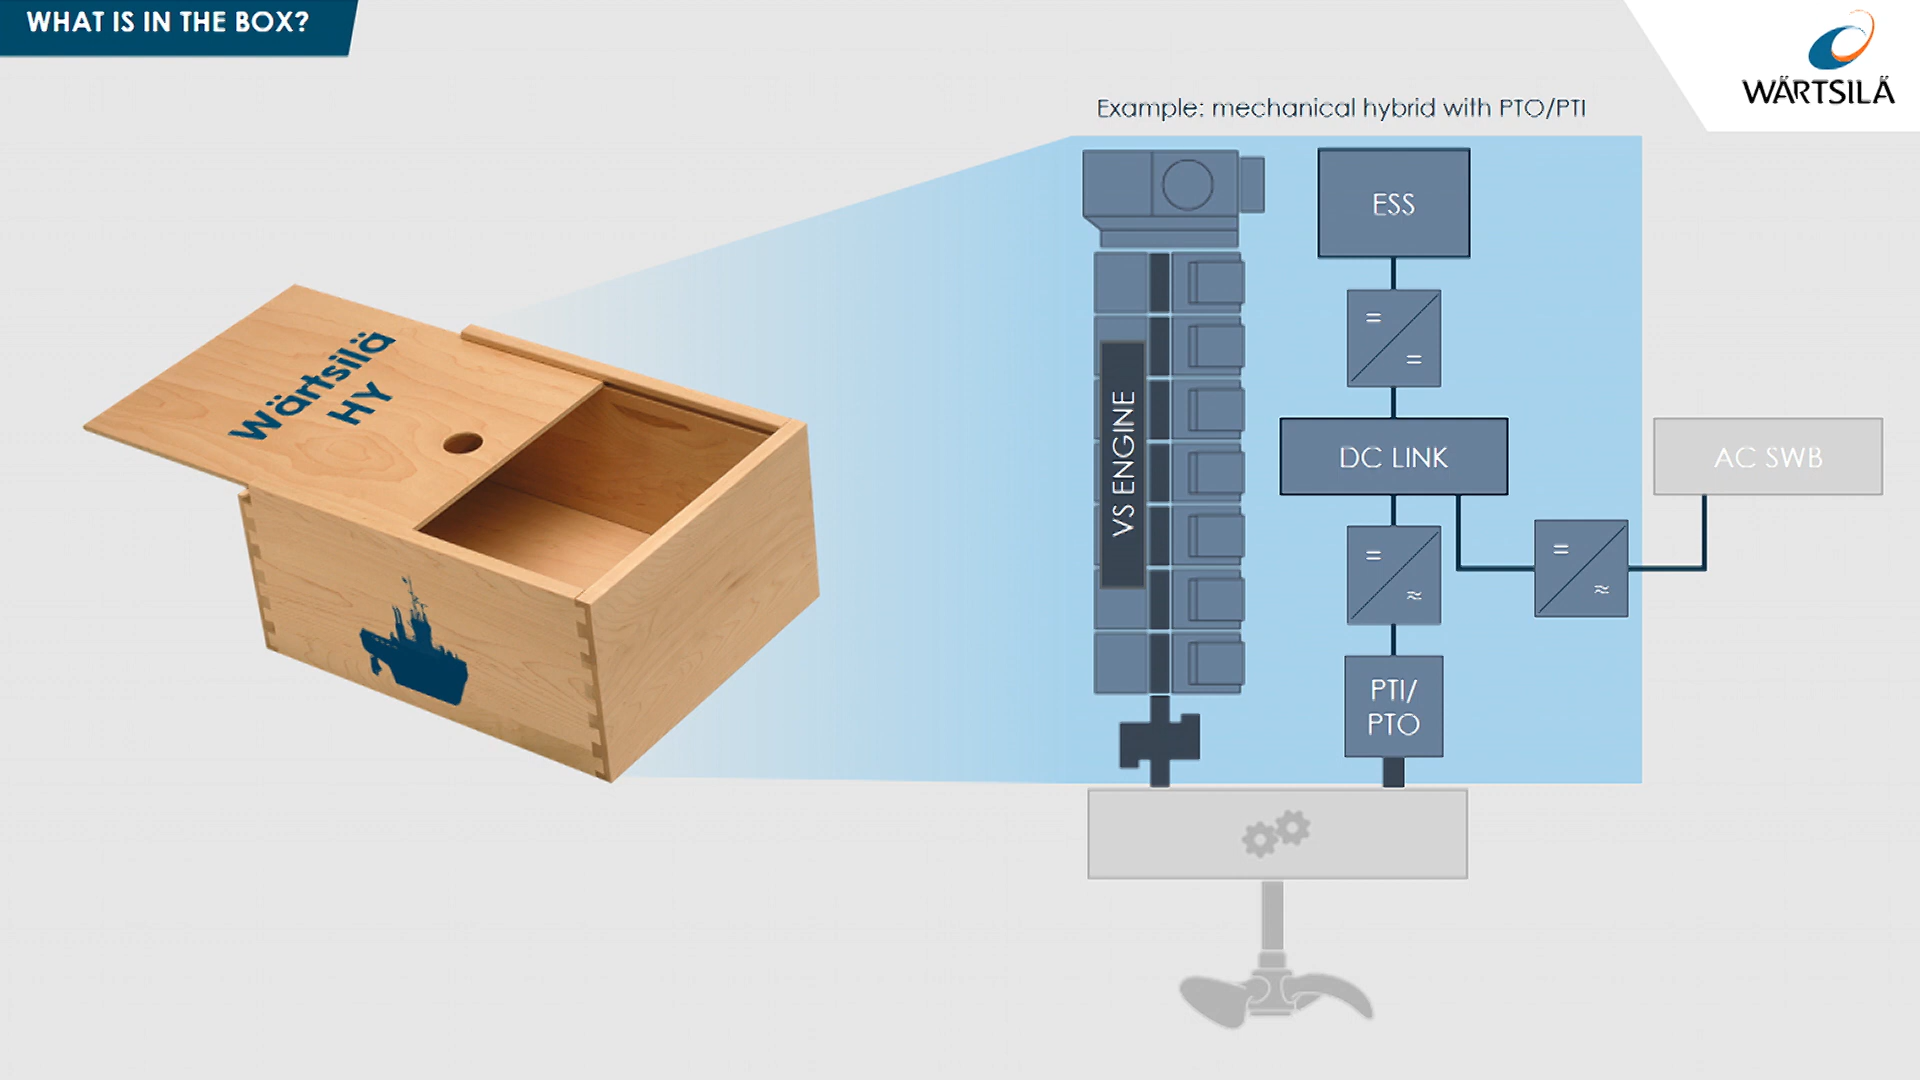 WHAT IS IN THE BOX?
WÄRTSILÄ
Example: mechanical hybrid with PTO/PTI
Wärtsilä
HY
VS ENGINE
ESS
=
=
DC LINK
AC SWB
=
≈
=
≈
PTI/
PTO